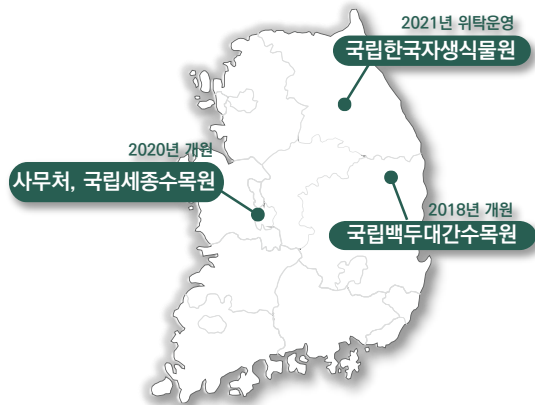 2021년 위탁운영
국립한국자생식물원
2020년 개원
사무처, 국립세종수목원
2018년 개원
국립백두대간수목원